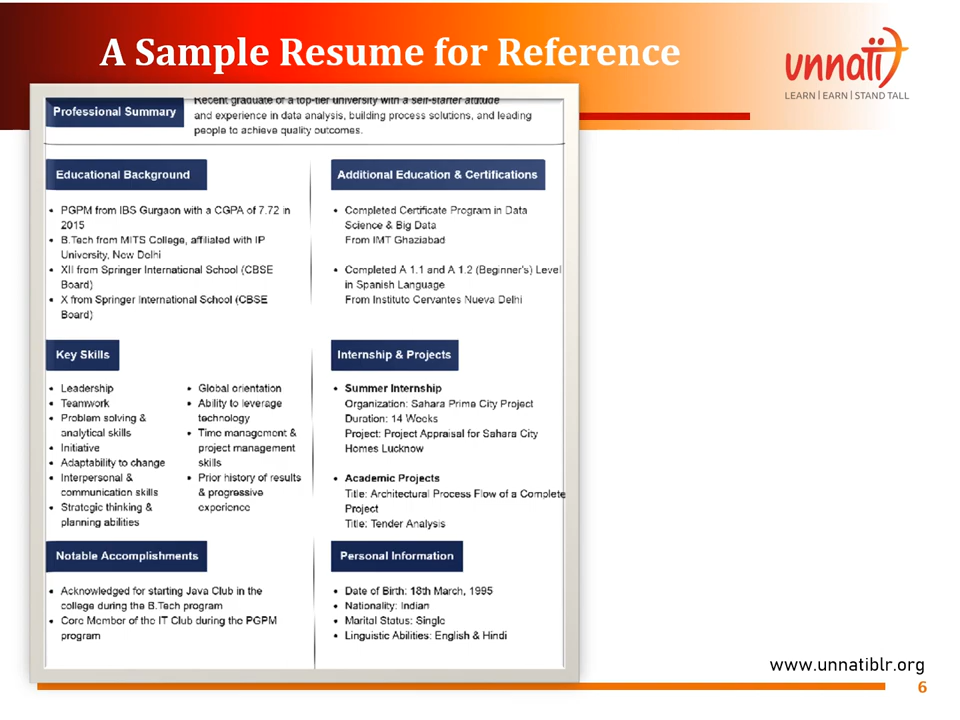 A Sample Resume for Reference
unnati
LEARN | EARN | STAND TALL
Professional Summary
Recent graduate of a top-tier university with a self-starter attitude
and experience in data analysis, building process solutions, and leading
people to achieve quality outcomes.
Educational Background
• PGPM from IBS Gurgaon with a CGPA of 7.72 in
2015
• B.Tech from MITS College, affiliated with IP
University, New Delhi
• XII from Springer International School (CBSE
Board)
• X from Springer International School (CBSE
Board)
Additional Education & Certifications
• Completed Certificate Program in Data
Science & Big Data
From IMT Ghaziabad
• Completed A 1.1 and A 1.2 (Beginner's) Level
in Spanish Language
From Instituto Cervantes Nueva Delhi
Key Skills
• Leadership
• Teamwork
• Problem solving &
analytical skills
• Initiative
• Adaptability to change
• Interpersonal &
communication skills
• Strategic thinking &
planning abilities
• Global orientation
• Ability to leverage
technology
• Time management &
project management
skills
• Prior history of results
& progressive
experience
Internship & Projects
• Summer Internship
Organization: Sahara Prime City Project
Duration: 14 Weeks
Project: Project Appraisal for Sahara City
Homes Lucknow
• Academic Projects
Title: Architectural Process Flow of a Complete
Project
Title: Tender Analysis
Notable Accomplishments
• Acknowledged for starting Java Club in the
college during the B.Tech program
• Core Member of the IT Club during the PGPM
program
Personal Information
• Date of Birth: 18th March, 1995
• Nationality: Indian
• Marital Status: Single
• Linguistic Abilities: English & Hindi
www.unnatiblr.org
6